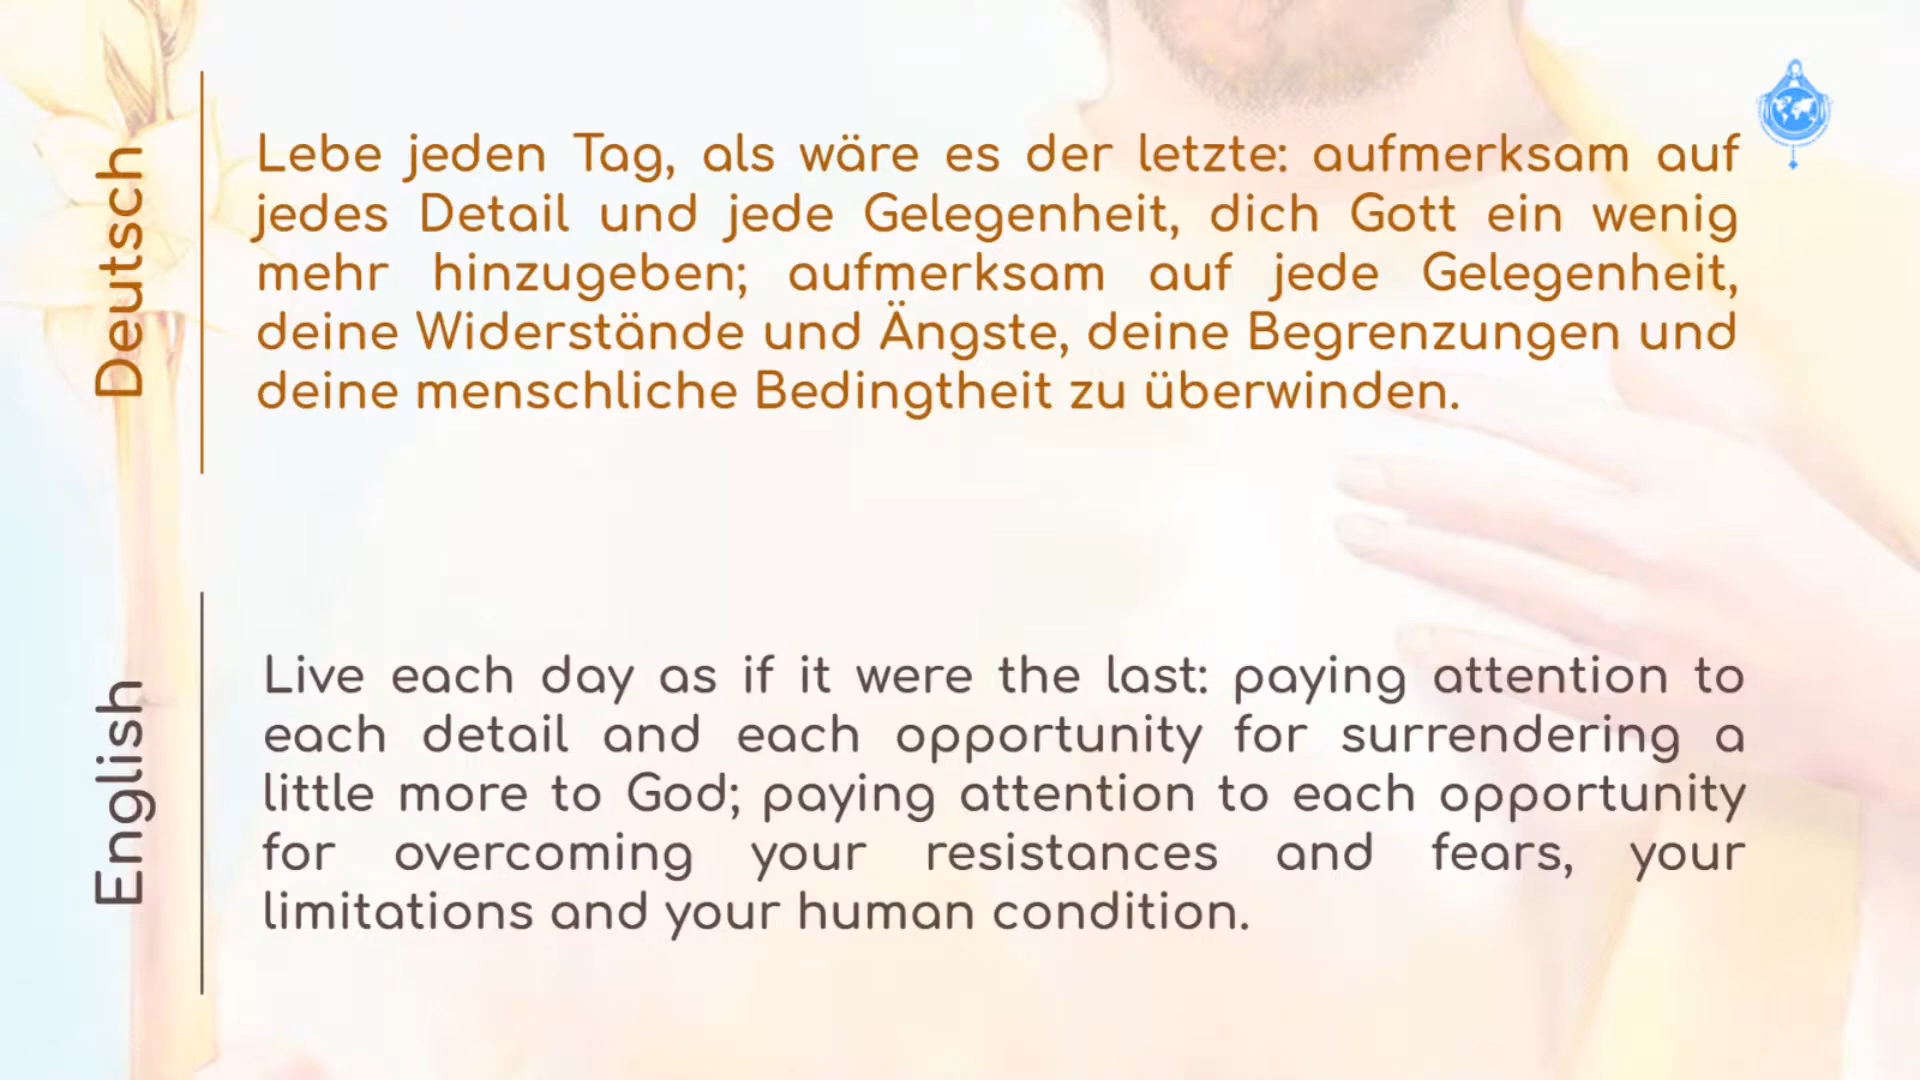 Deutsch
Lebe jeden Tag, als wäre es der letzte: aufmerksam auf
jedes Detail und jede Gelegenheit, dich Gott ein wenig
mehr hinzugeben; aufmerksam auf jede Gelegenheit,
deine Widerstände und Ängste, deine Begrenzungen und
deine menschliche Bedingtheit zu überwinden.
English
Live each day as if it were the last: paying attention to
each detail and each opportunity for surrendering a
little more to God; paying attention to each opportunity
for overcoming your resistances and fears, your
limitations and your human condition.